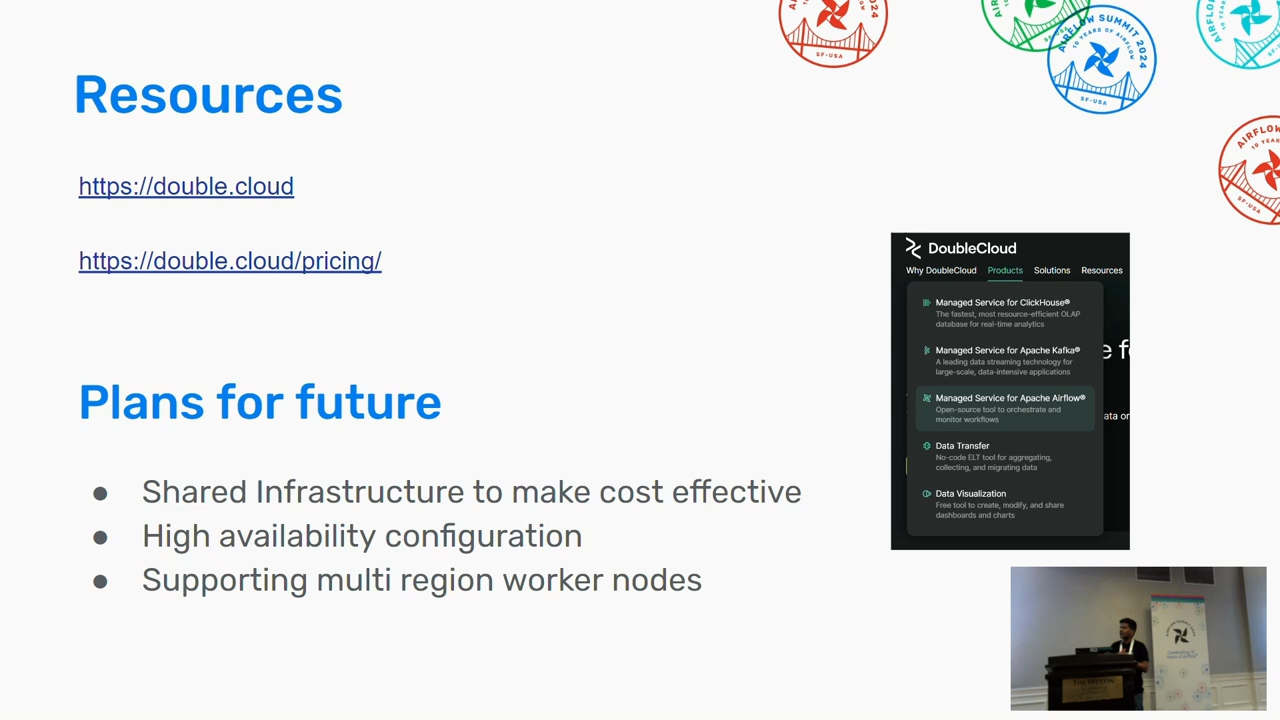 AIRFLOW SUMMIT 2024
10 YEARS OF AIRFLOW
SF-USA
Resources
https://double.cloud
https://double.cloud/pricing/
DoubleCloud
Why DoubleCloud Products Solutions Resources
Managed Service for ClickHouse®
The fastest, most resource-efficient OLAP
database for real-time analytics
Managed Service for Apache Kafka®
A leading data streaming technology for
large-scale, data-intensive applications
Managed Service for Apache Airflow®
Open-source tool to orchestrate and
monitor workflows
Data Transfer
No-code ELT tool for aggregating,
collecting, and migrating data
Data Visualization
Free tool to create, modify, and share
dashboards and charts
Plans for future
● Shared Infrastructure to make cost effective
● High availability configuration
● Supporting multi region worker nodes
THE WESTIN